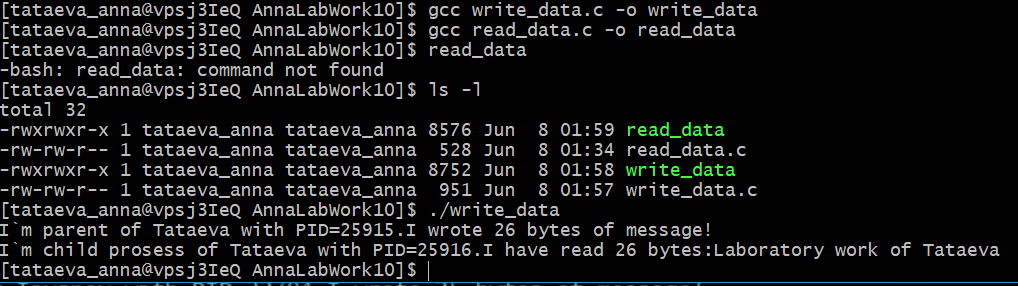 [tataeva_anna@vpsj3IeQ AnnaLabWork10]$ gcc write_data.c -o write_data
[tataeva_anna@vpsj3IeQ AnnaLabWork10]$ gcc read_data.c -o read_data
[tataeva_anna@vpsj3IeQ AnnaLabWork10]$ read_data
-bash: read_data: command not found
[tataeva_anna@vpsj3IeQ AnnaLabWork10]$ ls -l
total 32
-rwxrwxr-x 1 tataeva_anna tataeva_anna 8576 Jun  8 01:59 read_data
-rw-rw-r-- 1 tataeva_anna tataeva_anna  528 Jun  8 01:34 read_data.c
-rwxrwxr-x 1 tataeva_anna tataeva_anna 8752 Jun  8 01:58 write_data
-rw-rw-r-- 1 tataeva_anna tataeva_anna  951 Jun  8 01:57 write_data.c
[tataeva_anna@vpsj3IeQ AnnaLabWork10]$ ./write_data
I`m parent of Tataeva with PID=25915.I wrote 26 bytes of message!
I`m child prosess of Tataeva with PID=25916.I have read 26 bytes:Laboratory work of Tataeva
[tataeva_anna@vpsj3IeQ AnnaLabWork10]$